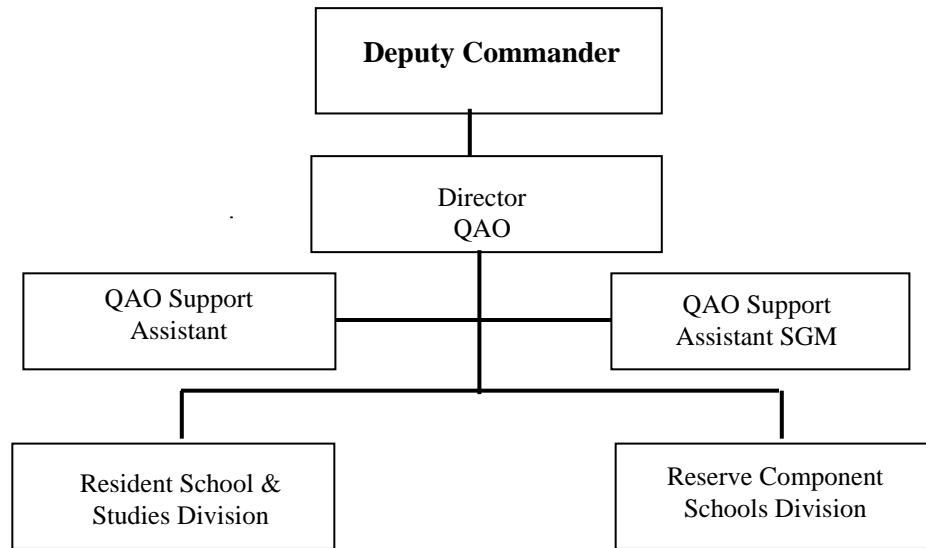 Deputy Commander
Director
QAO
QAO Support
Assistant
QAO Support
Assistant SGM
Resident School &
Studies Division
Reserve Component
Schools Division